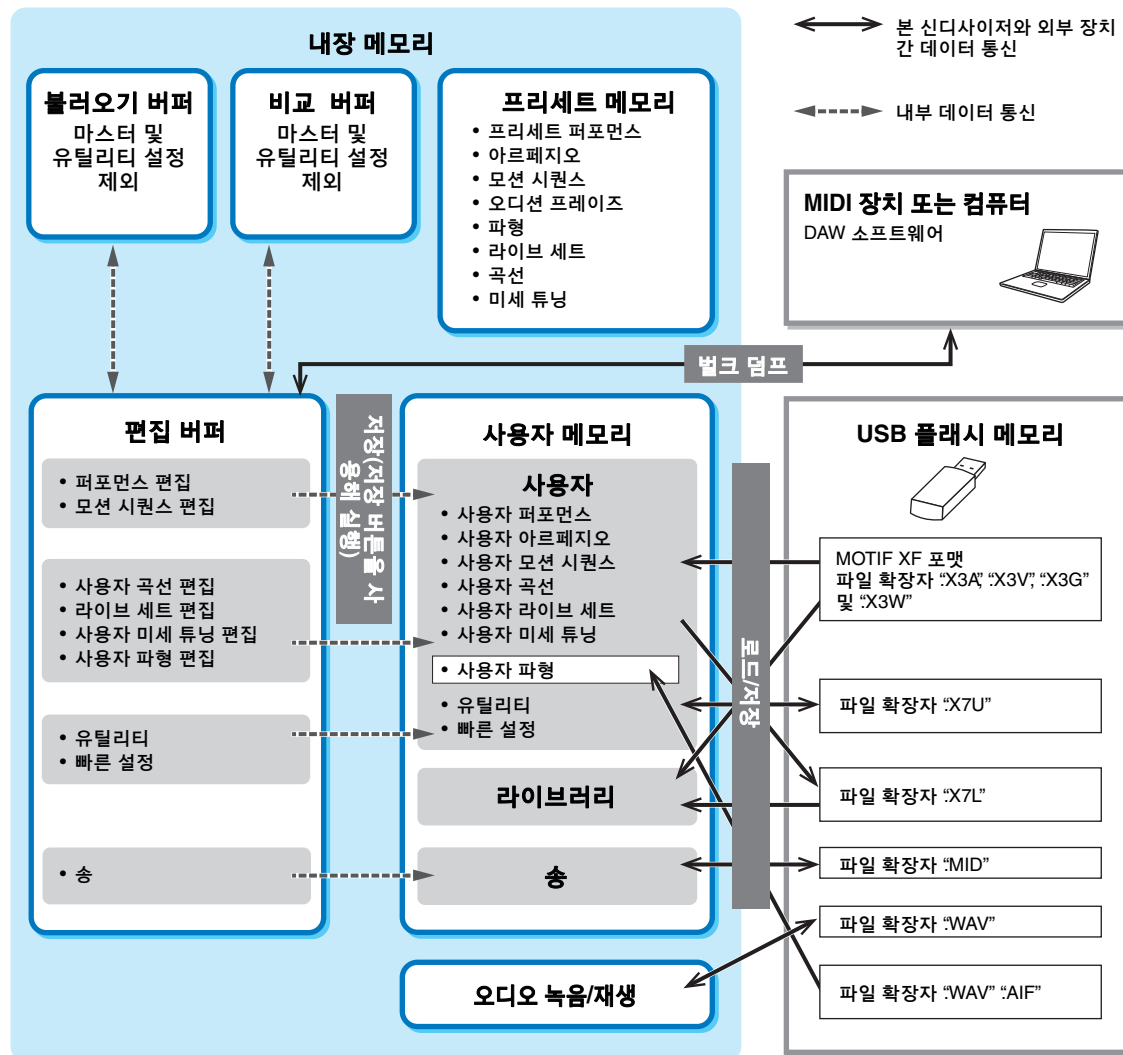 내장 메모리
불러오기 버퍼
마스터 및
유틸리티 설정
제외
비교 버퍼
마스터 및
유틸리티 설정
제외
프리세트 메모리
• 프리세트 퍼포먼스
• 아르페지오
• 모션 시퀀스
• 오디션 프레이즈
• 파형
• 라이브 세트
• 곡선
• 미세 튜닝
본 신디사이저와 외부 장치
간 데이터 통신
내부 데이터 통신
MIDI 장치 또는 컴퓨터
DAW 소프트웨어
벌크 덤프
편집 버퍼
• 퍼포먼스 편집
• 모션 시퀀스 편집
• 사용자 곡선 편집
• 라이브 세트 편집
• 사용자 미세 튜닝 편집
• 사용자 파형 편집
• 유틸리티
• 빠른 설정
• 송
저장(저장 버튼을 사
용해 실행)
사용자 메모리
사용자
• 사용자 퍼포먼스
• 사용자 아르페지오
• 사용자 모션 시퀀스
• 사용자 곡선
• 사용자 라이브 세트
• 사용자 미세 튜닝
• 사용자 파형
• 유틸리티
• 빠른 설정
라이브러리
송
오디오 녹음/재생
로드/저장
USB 플래시 메모리
MOTIF XF 포맷
파일 확장자 “.X3A”, “.X3V”, “.X3G”
및 “.X3W”
파일 확장자 “.X7U”
파일 확장자 “.X7L”
파일 확장자 “.MID”
파일 확장자 “.WAV”
파일 확장자 “.WAV” “.AIF”